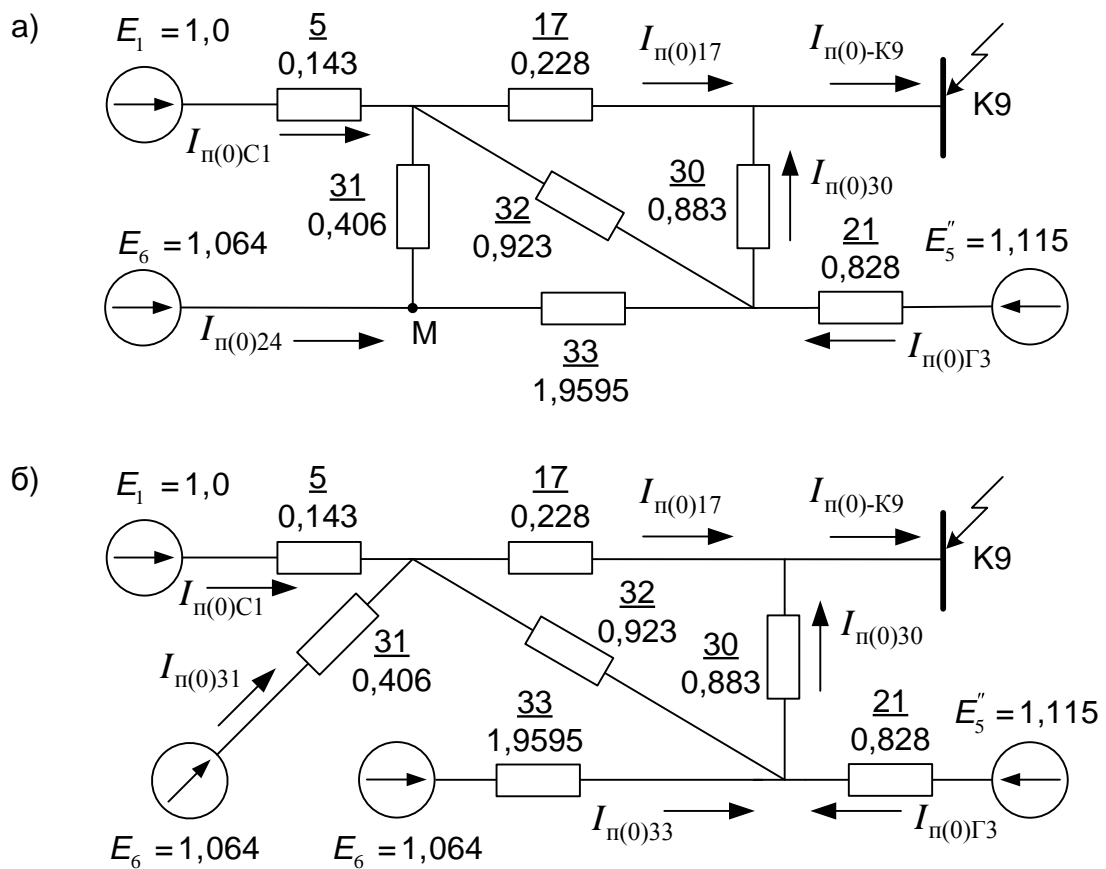 а)
E₁ = 1,0
5
0,143
17
0,228
Iп(0)17
Iп(0)-К9
К9
Iп(0)С1
31
0,406
32
0,923
30
0,883
Iп(0)30
E₆ = 1,064
21
0,828
E₅″ = 1,115
Iп(0)24
М
33
1,9595
Iп(0)Г3
б)
E₁ = 1,0
5
0,143
17
0,228
Iп(0)17
Iп(0)-К9
К9
Iп(0)С1
32
0,923
31
0,406
30
0,883
Iп(0)30
Iп(0)31
33
1,9595
21
0,828
E₅″ = 1,115
Iп(0)33
Iп(0)Г3
E₆ = 1,064
E₆ = 1,064